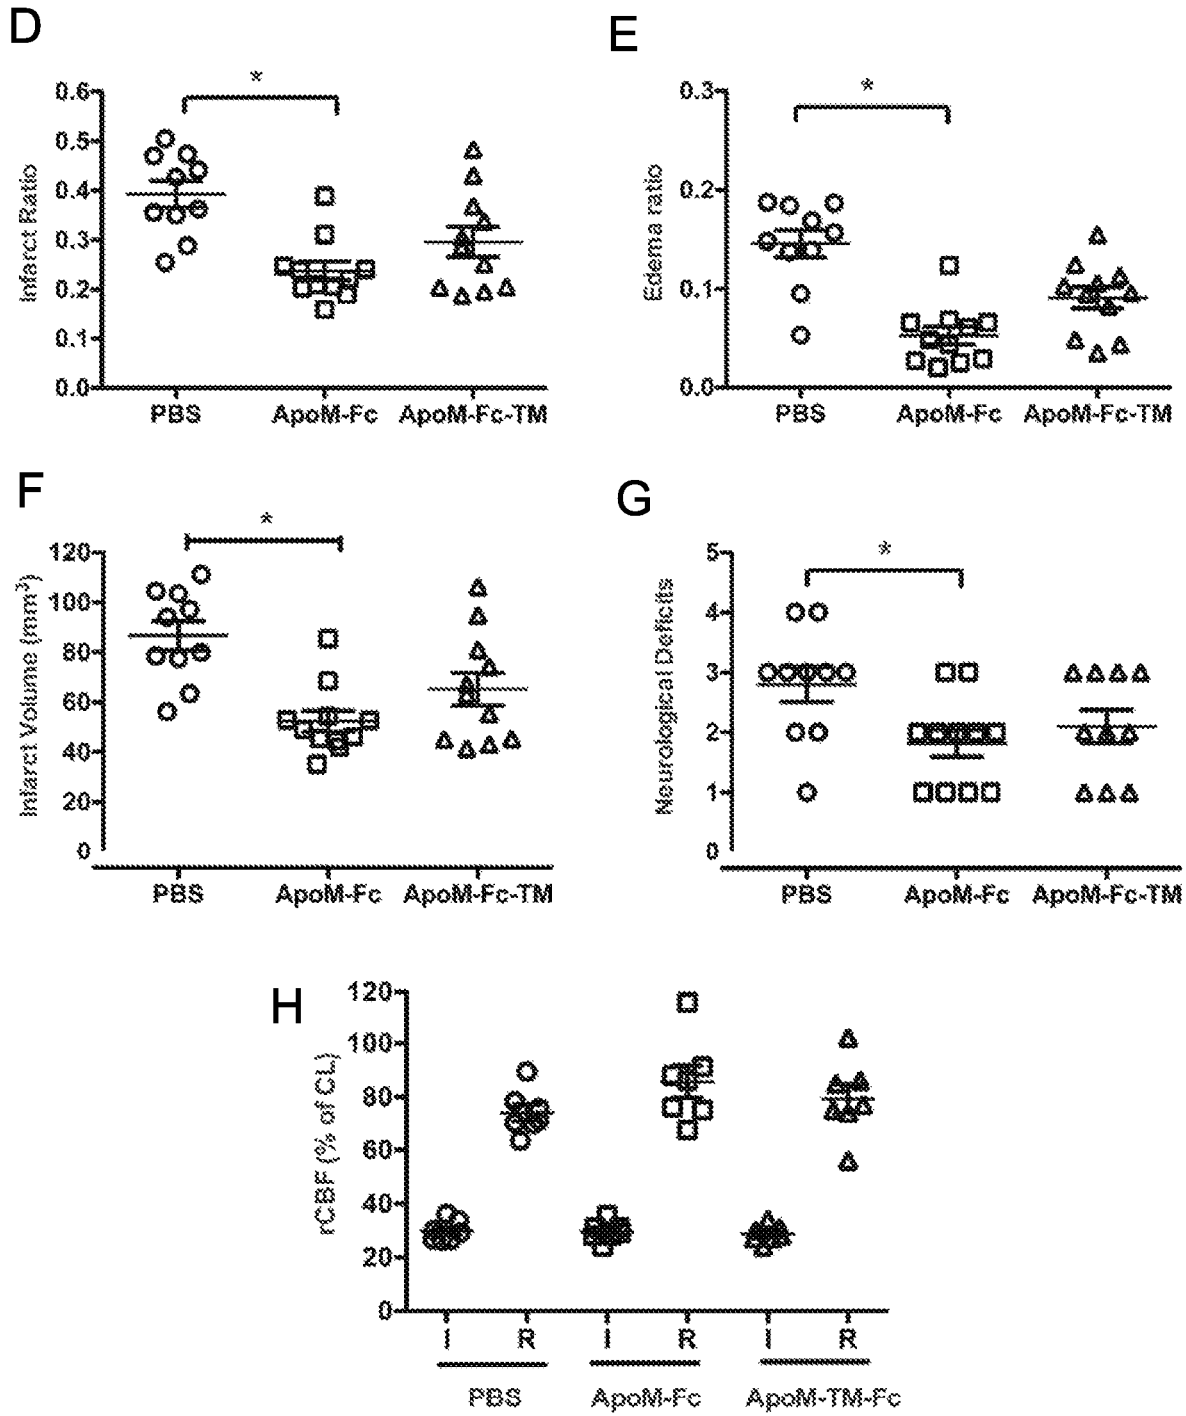 D
Infarct Ratio
*
0.6
0.5
0.4
0.3
0.2
0.1
0.0
PBS ApoM-Fc ApoM-Fc-TM
E
Edema ratio
*
0.3
0.2
0.1
0.0
PBS ApoM-Fc ApoM-Fc-TM
F
Infarct Volume (mm³)
*
120
100
80
60
40
20
0
PBS ApoM-Fc ApoM-Fc-TM
G
Neurological Deficits
*
5
4
3
2
1
0
PBS ApoM-Fc ApoM-Fc-TM
H
rCBF (% of CL)
120
100
80
60
40
20
0
I R I R I R
PBS ApoM-Fc ApoM-TM-Fc